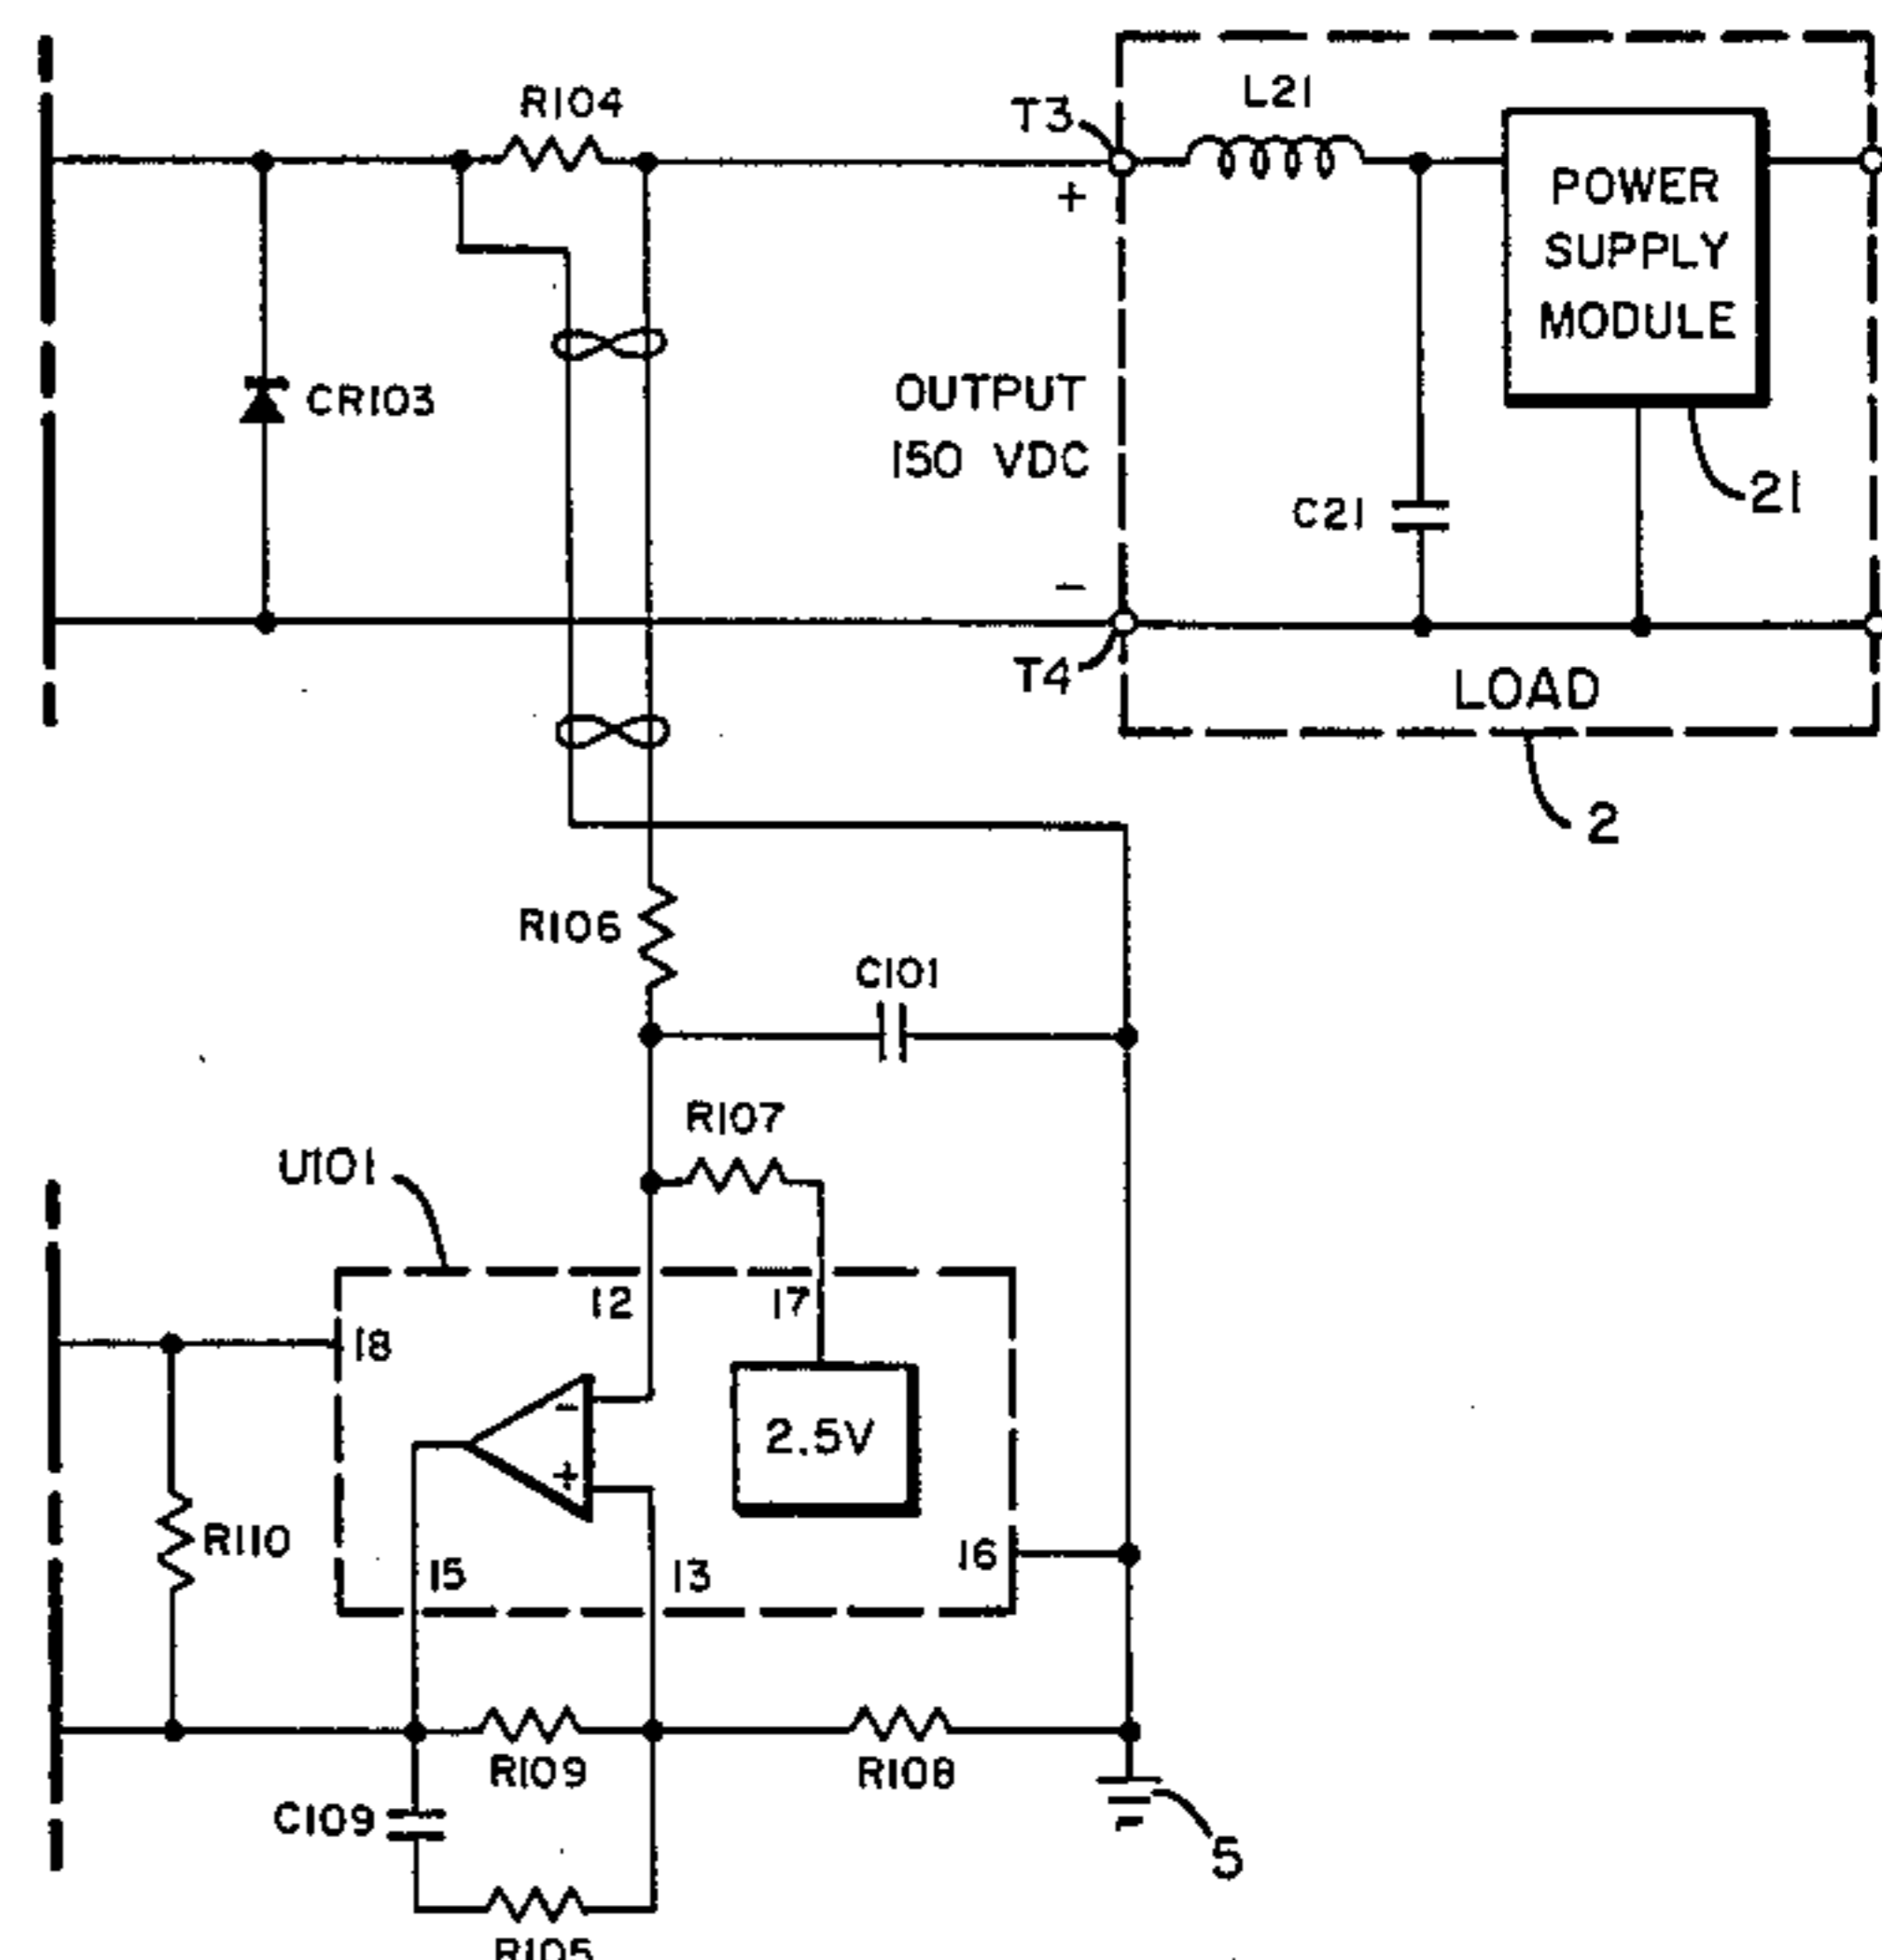 R104
T3
L21
+
POWER
SUPPLY
MODULE
CR103
OUTPUT
150 VDC
C21
21
−
T4
LOAD
2
R106
C101
R107
U101
12
17
18
−
2.5V
+
R110
15
13
16
R109
R108
C109
5
R105